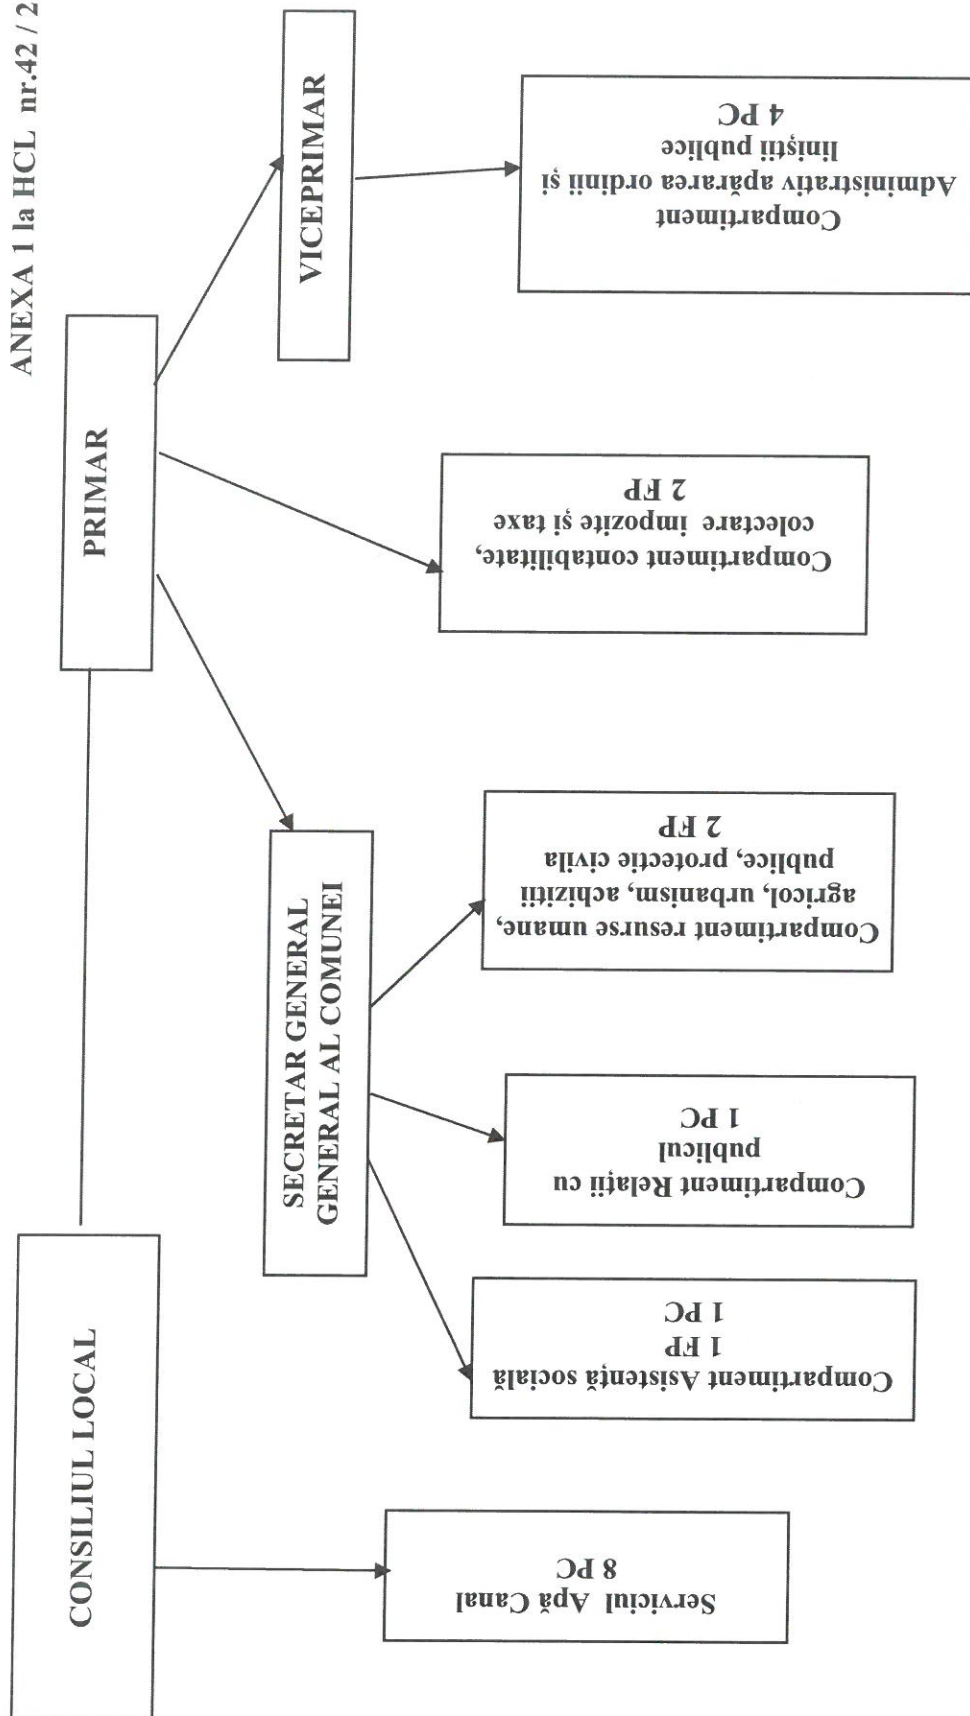 ANEXA 1 la HCL nr.42 / 2
CONSILIUL LOCAL
PRIMAR
SECRETAR GENERAL
GENERAL AL COMUNEI
VICEPRIMAR
Serviciul Apă Canal
8 PC
Compartiment Asistență socială
1 FP
1 PC
Compartiment Relații cu
publicul
1 PC
Compartiment resurse umane,
agricol, urbanism, achizitii
publice, protectie civila
2 FP
Compartiment contabilitate,
colectare impozite și taxe
2 FP
Compartiment
Administrativ apărarea ordinii și
liniștii publice
4 PC